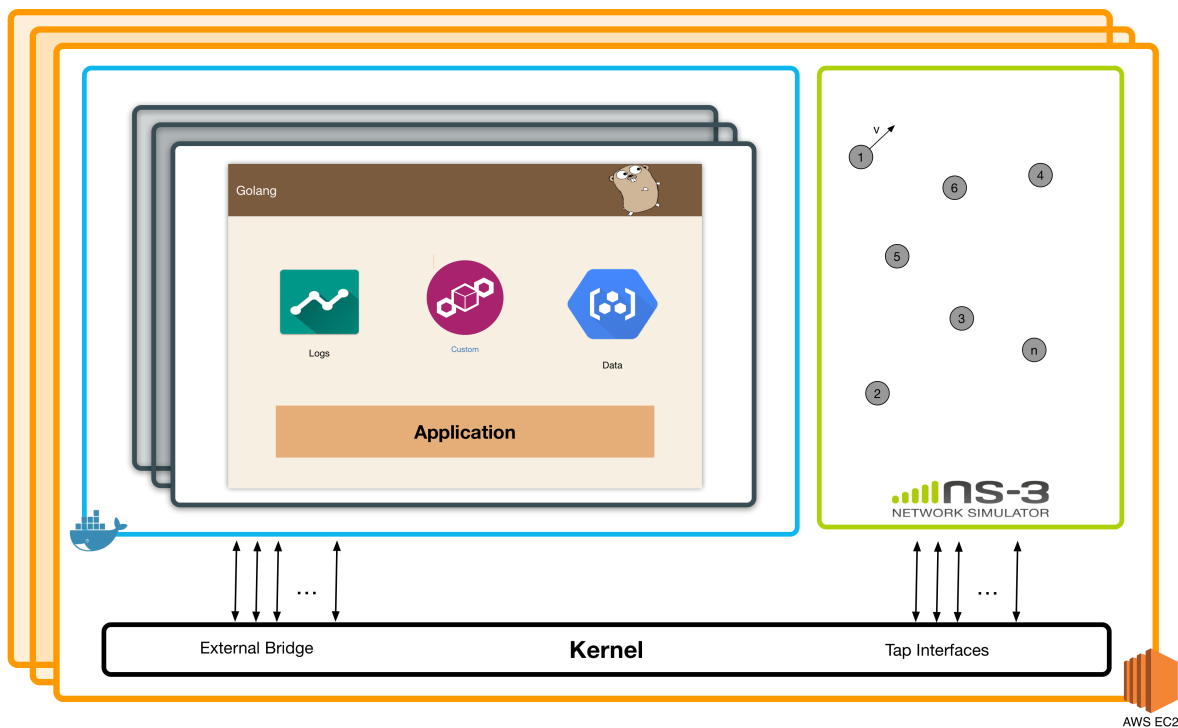 Golang
Logs
Custom
Data
Application
v
1
6
4
5
3
n
2
ns-3
NETWORK SIMULATOR
...
...
External Bridge
Kernel
Tap Interfaces
AWS EC2